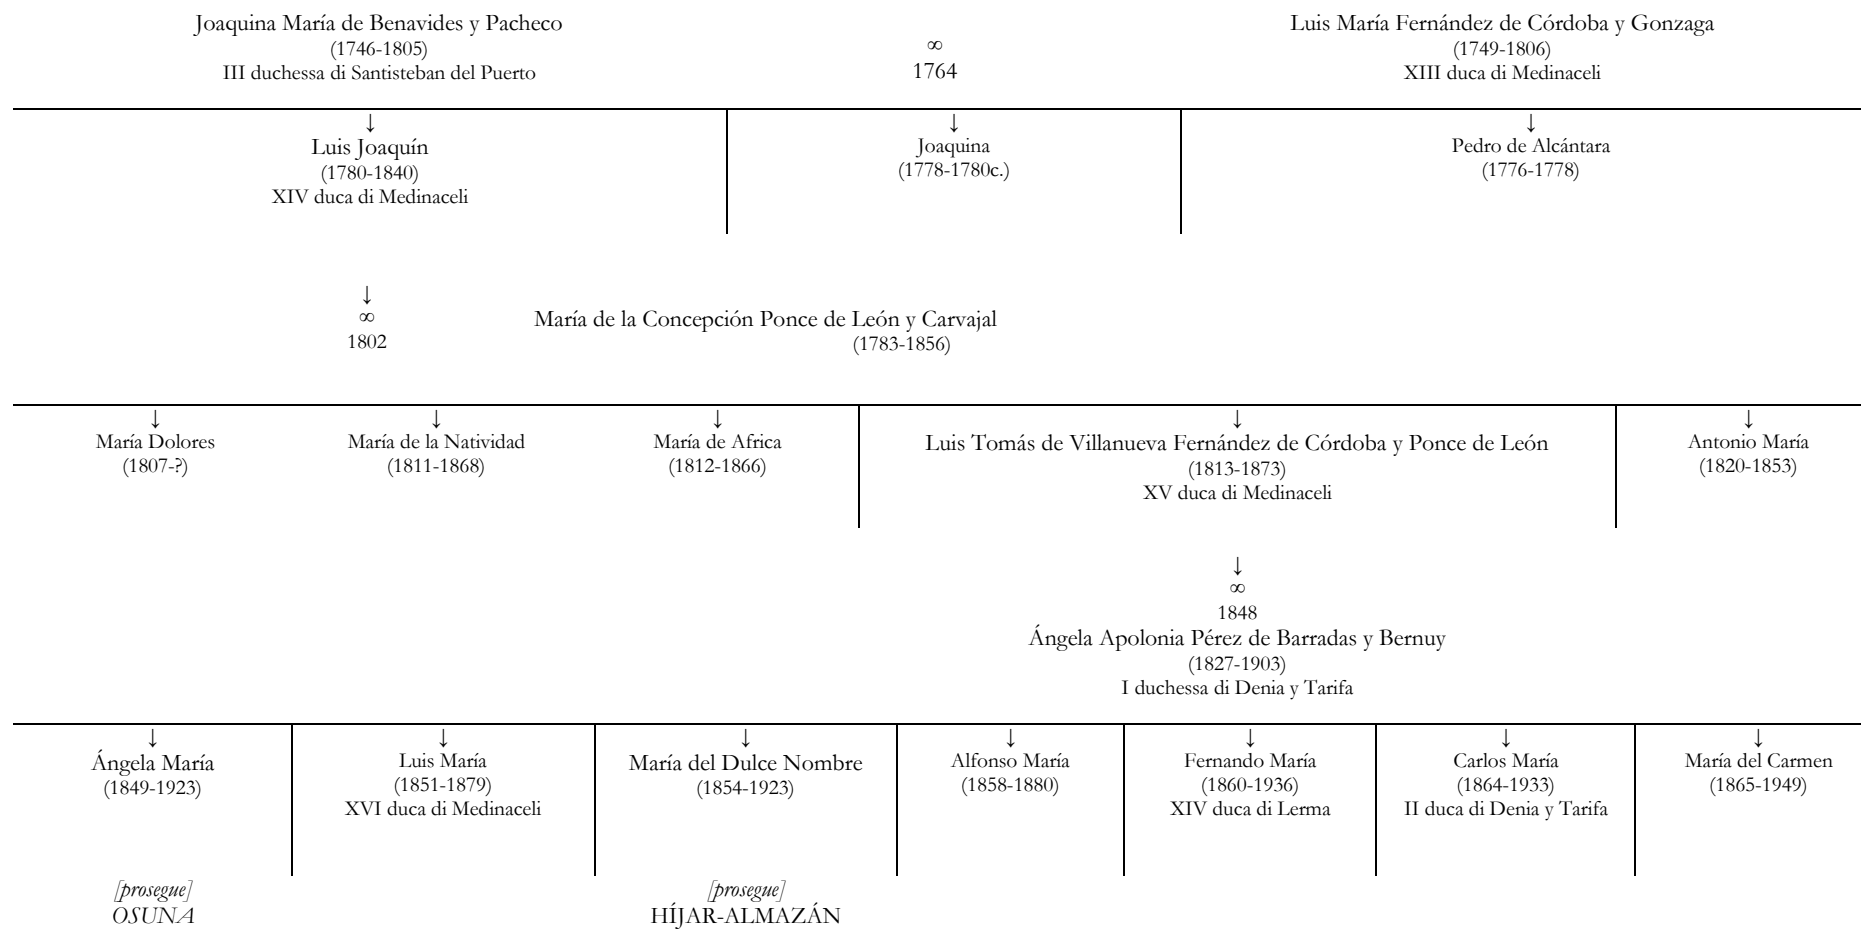 Joaquina María de Benavides y Pacheco
(1746-1805)
III duchessa di Santisteban del Puerto
∞
1764
Luis María Fernández de Córdoba y Gonzaga
(1749-1806)
XIII duca di Medinaceli
↓
Luis Joaquín
(1780-1840)
XIV duca di Medinaceli
↓
Joaquina
(1778-1780c.)
↓
Pedro de Alcántara
(1776-1778)
↓
∞
1802
María de la Concepción Ponce de León y Carvajal
(1783-1856)
↓
María Dolores
(1807-?)
↓
María de la Natividad
(1811-1868)
↓
María de Africa
(1812-1866)
↓
Luis Tomás de Villanueva Fernández de Córdoba y Ponce de León
(1813-1873)
XV duca di Medinaceli
↓
Antonio María
(1820-1853)
↓
∞
1848
Ángela Apolonia Pérez de Barradas y Bernuy
(1827-1903)
I duchessa di Denia y Tarifa
↓
Ángela María
(1849-1923)
↓
Luis María
(1851-1879)
XVI duca di Medinaceli
↓
María del Dulce Nombre
(1854-1923)
↓
Alfonso María
(1858-1880)
↓
Fernando María
(1860-1936)
XIV duca di Lerma
↓
Carlos María
(1864-1933)
II duca di Denia y Tarifa
↓
María del Carmen
(1865-1949)
[prosegue]
OSUNA
[prosegue]
HÍJAR-ALMAZÁN